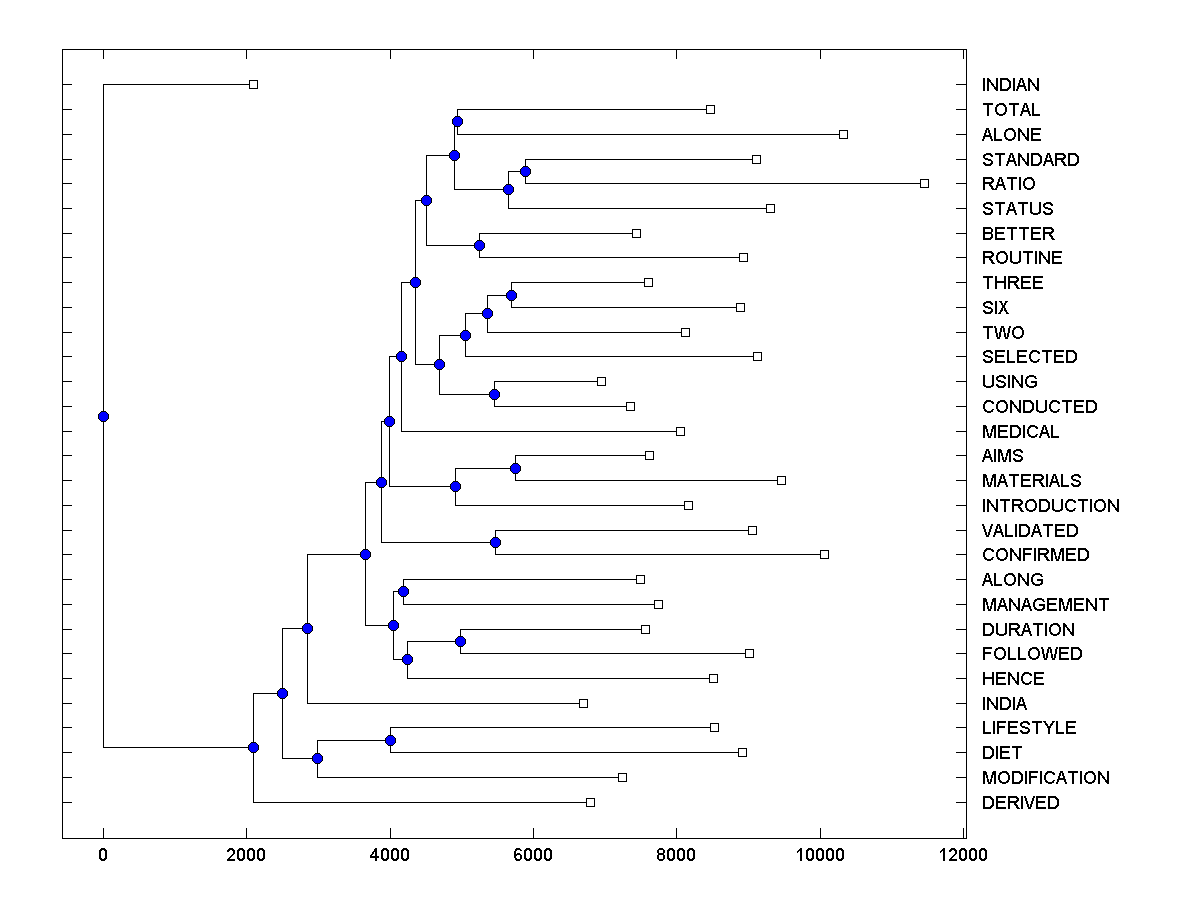 INDIAN
TOTAL
ALONE
STANDARD
RATIO
STATUS
BETTER
ROUTINE
THREE
SIX
TWO
SELECTED
USING
CONDUCTED
MEDICAL
AIMS
MATERIALS
INTRODUCTION
VALIDATED
CONFIRMED
ALONG
MANAGEMENT
DURATION
FOLLOWED
HENCE
INDIA
LIFESTYLE
DIET
MODIFICATION
DERIVED
0 2000 4000 6000 8000 10000 12000